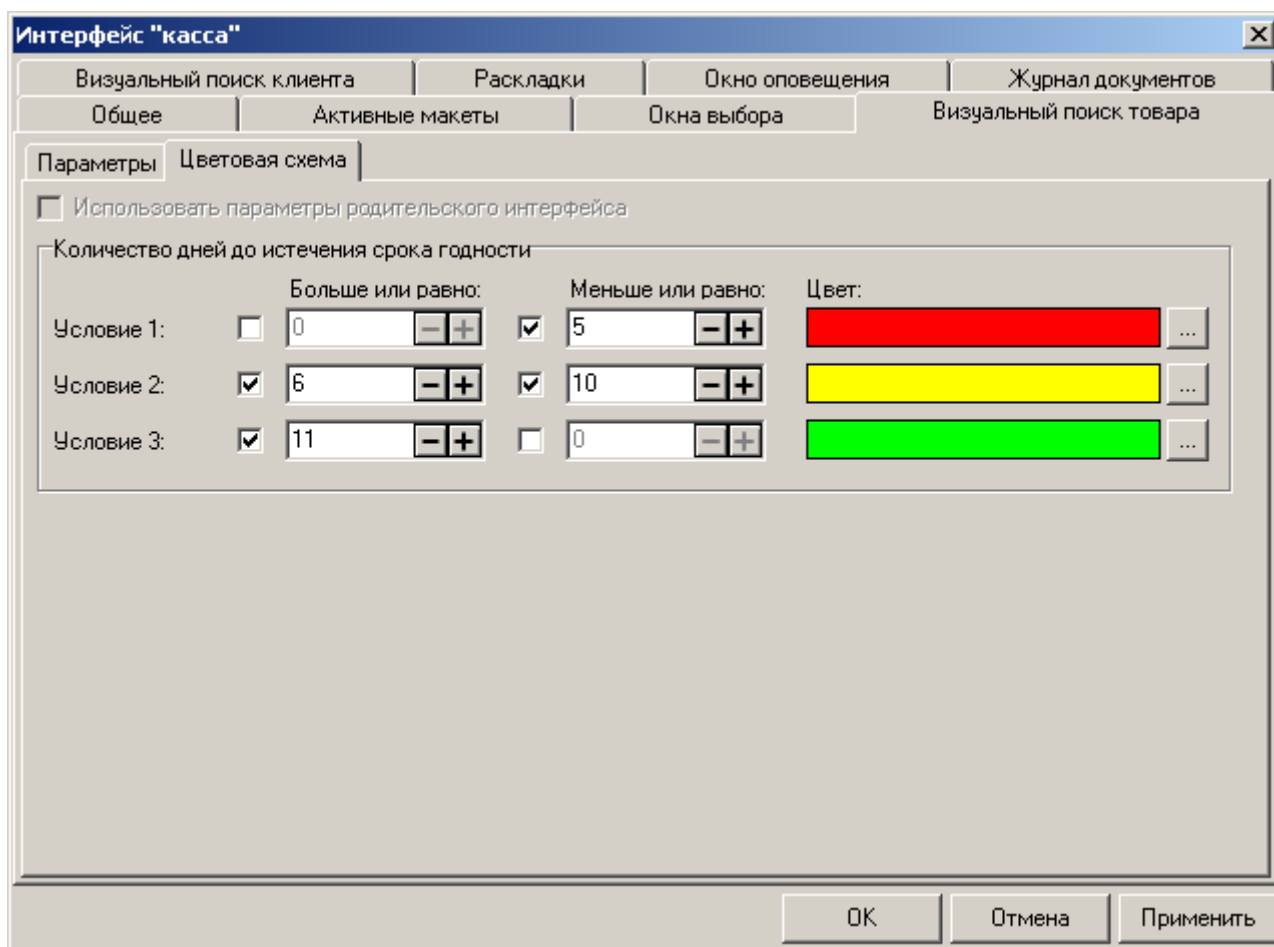 Интерфейс "касса"
Визуальный поиск клиента Раскладки Окно оповещения Журнал документов
Общее Активные макеты Окна выбора Визуальный поиск товара
Параметры Цветовая схема
Использовать параметры родительского интерфейса
Количество дней до истечения срока годности
Больше или равно: Меньше или равно: Цвет:
Условие 1: 0 5 ...
Условие 2: 6 10 ...
Условие 3: 11 0 ...
OK Отмена Применить